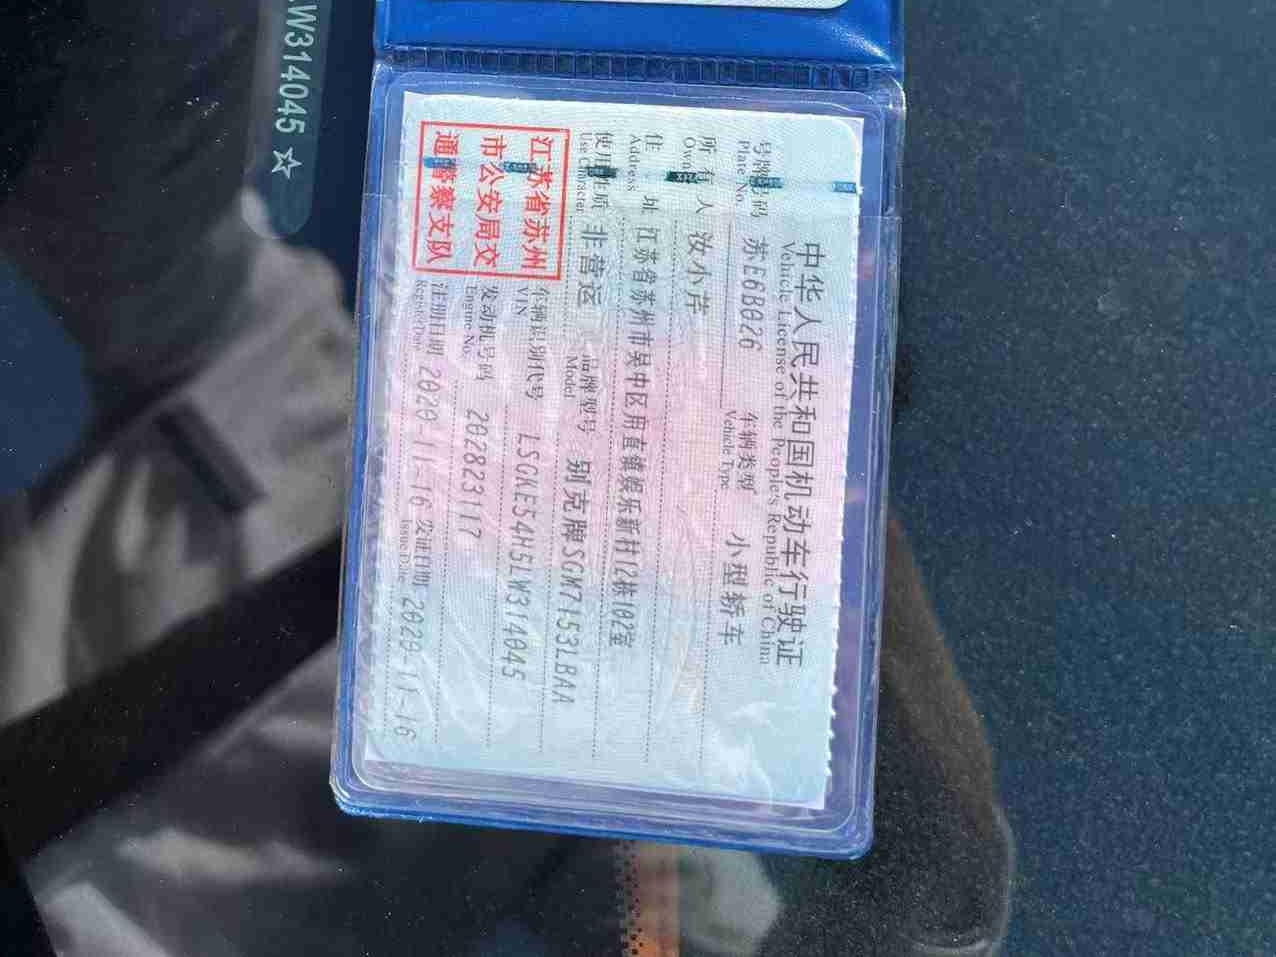 W314045 ☆
中华人民共和国机动车行驶证
Vehicle License of the People's Republic of China
号牌号码 苏E6B026 车辆类型 小型轿车
Plate No. Vehicle Type
所有人 汝小芹
Owner
住址 江苏省苏州市吴中区甪直镇娱乐新村12栋102室
Address
使用性质 非营运 品牌型号 别克牌SGM7153LBAA
Use Character Model
江苏省苏州
市公安局交
通警察支队
车辆识别代号 LSGKE54H5LW314045
VIN
发动机号码 202823117
Engine No.
注册日期 2020-11-16 发证日期 2020-11-16
Register Date Issue Date